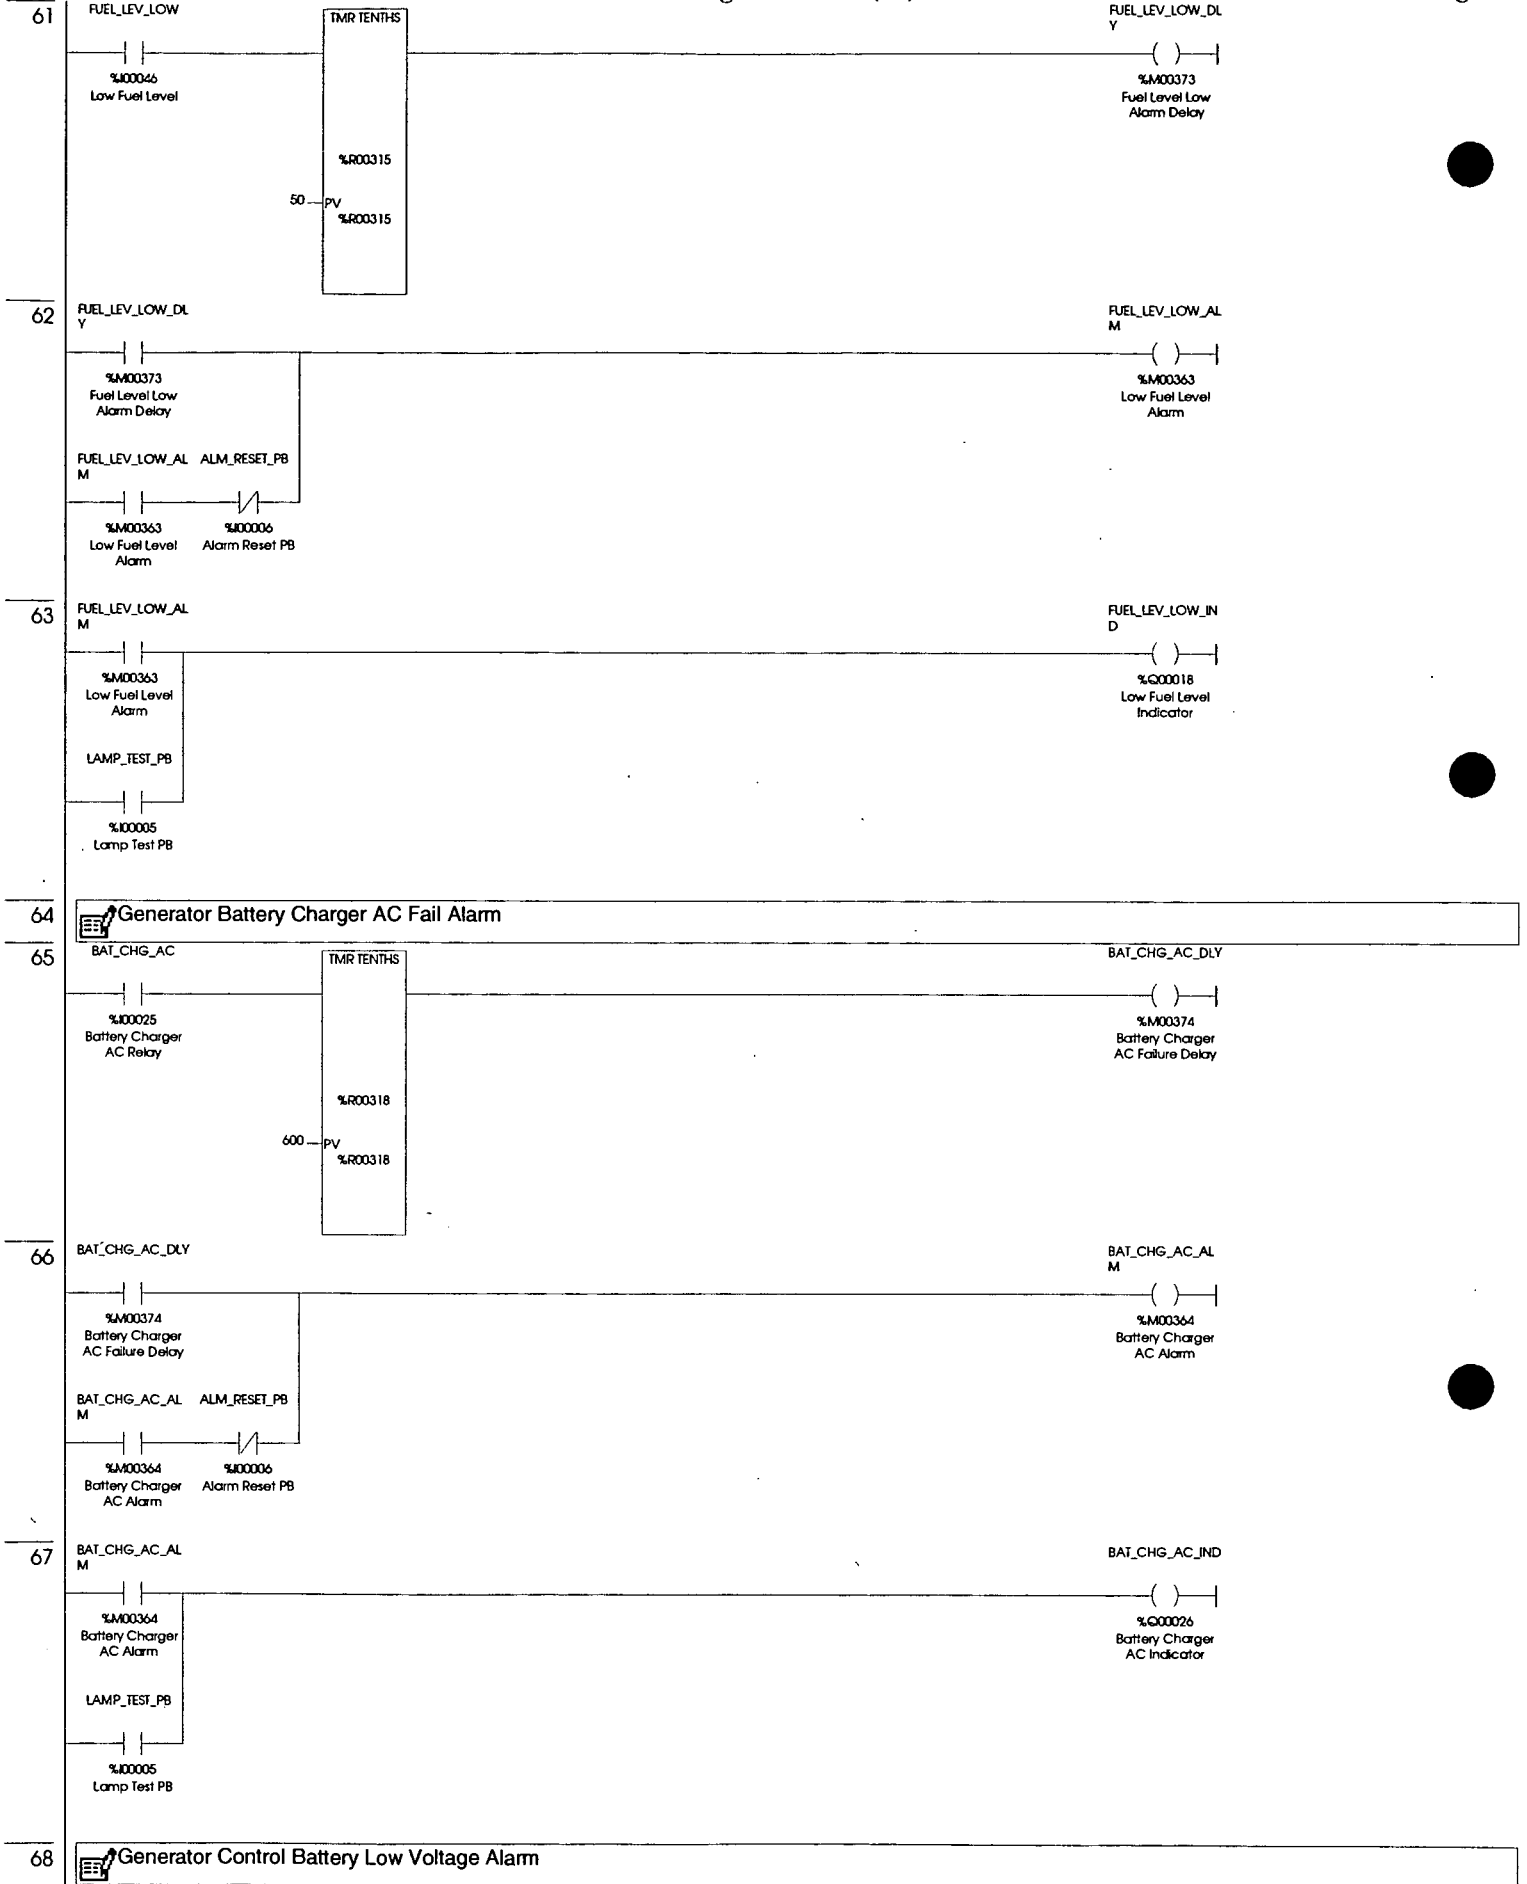 61
FUEL_LEV_LOW
TMR TENTHS
FUEL_LEV_LOW_DL
Y
%I00046
Low Fuel Level
%M00373
Fuel Level Low
Alarm Delay
%R00315
50 PV
%R00315
62
FUEL_LEV_LOW_DL
Y
FUEL_LEV_LOW_AL
M
%M00373
Fuel Level Low
Alarm Delay
%M00363
Low Fuel Level
Alarm
FUEL_LEV_LOW_AL ALM_RESET_PB
M
%M00363 %I00006
Low Fuel Level Alarm Reset PB
Alarm
63
FUEL_LEV_LOW_AL
M
FUEL_LEV_LOW_IN
D
%M00363
Low Fuel Level
Alarm
%Q00018
Low Fuel Level
Indicator
LAMP_TEST_PB
%I00005
Lamp Test PB
64
Generator Battery Charger AC Fail Alarm
65
BAT_CHG_AC
TMR TENTHS
BAT_CHG_AC_DLY
%I00025
Battery Charger
AC Relay
%M00374
Battery Charger
AC Failure Delay
%R00318
600 PV
%R00318
66
BAT_CHG_AC_DLY
BAT_CHG_AC_AL
M
%M00374
Battery Charger
AC Failure Delay
%M00364
Battery Charger
AC Alarm
BAT_CHG_AC_AL ALM_RESET_PB
M
%M00364 %I00006
Battery Charger Alarm Reset PB
AC Alarm
67
BAT_CHG_AC_AL
M
BAT_CHG_AC_IND
%M00364
Battery Charger
AC Alarm
%Q00026
Battery Charger
AC Indicator
LAMP_TEST_PB
%I00005
Lamp Test PB
68
Generator Control Battery Low Voltage Alarm